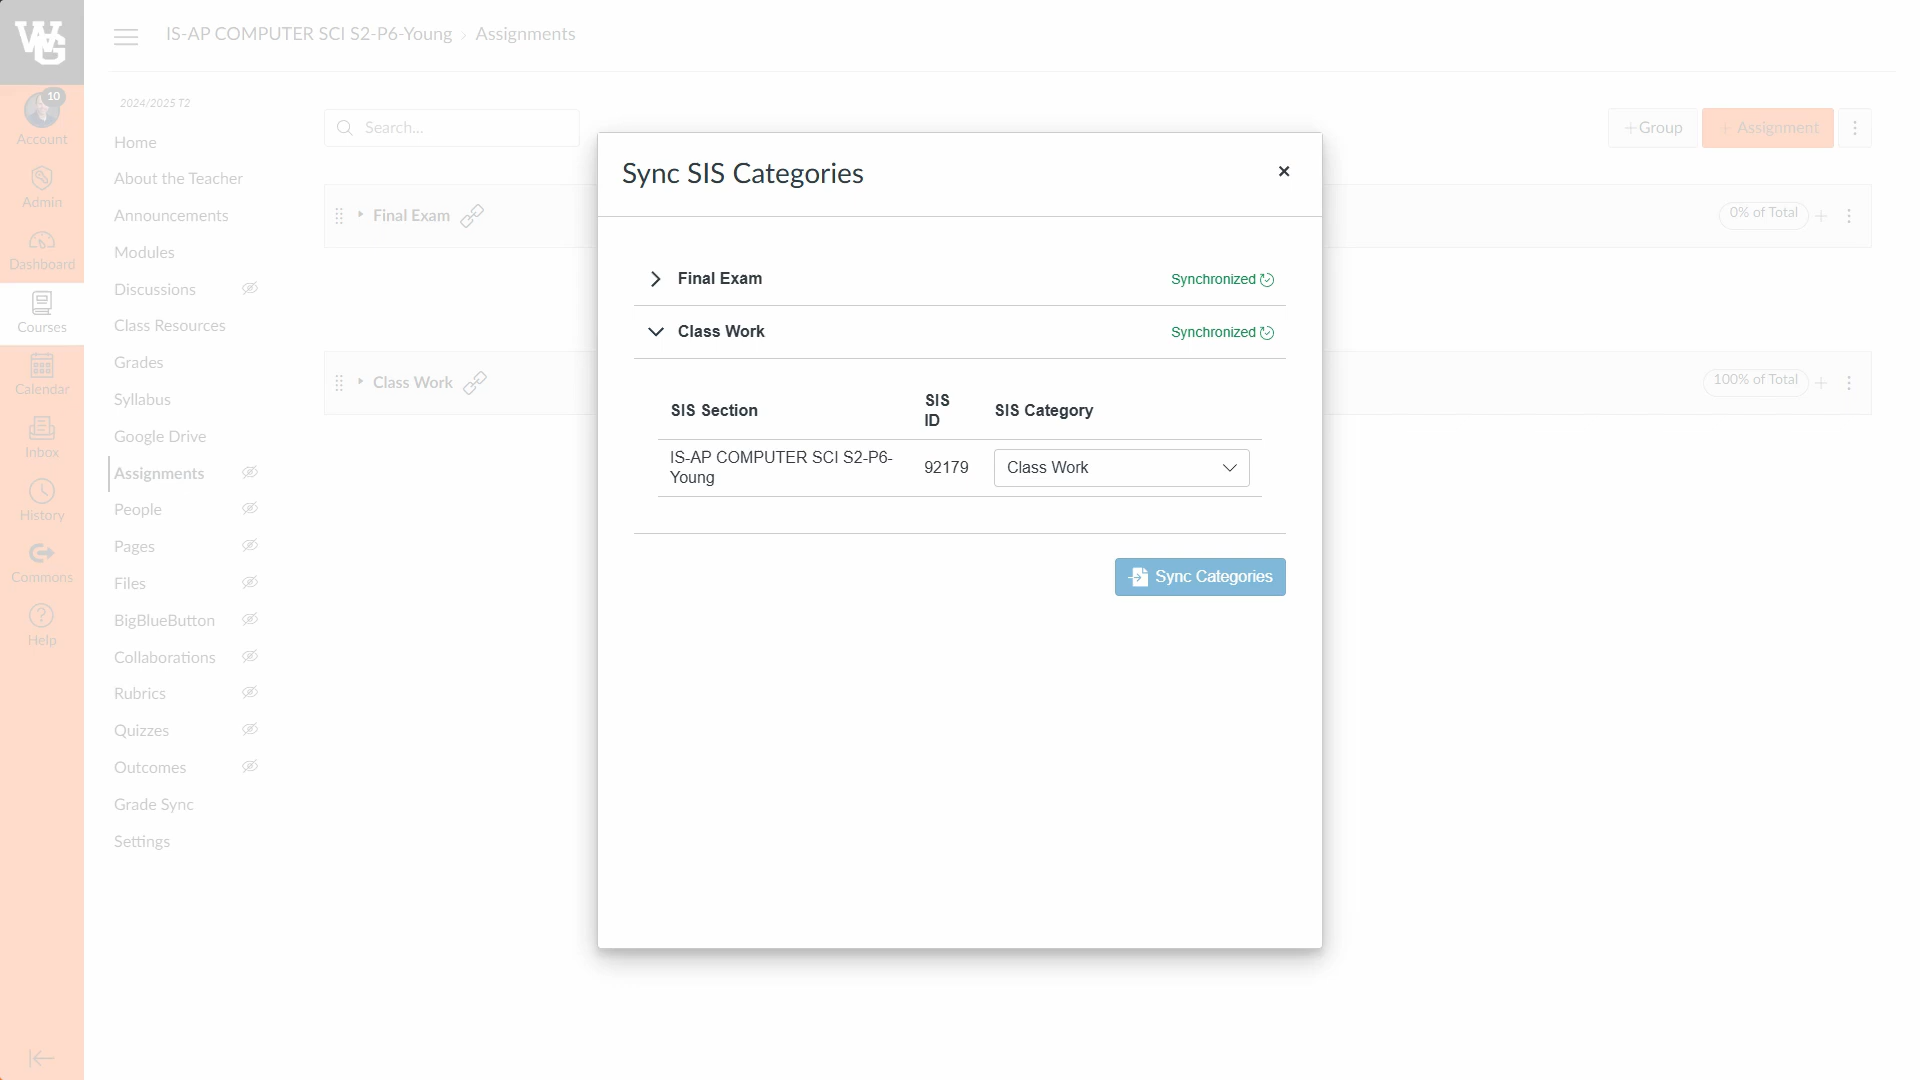 WG
IS-AP COMPUTER SCI S2-P6-Young › Assignments
10
Account
Admin
Dashboard
Courses
Calendar
Inbox
History
Commons
Help
2024/2025 T2
Home
About the Teacher
Announcements
Modules
Discussions
Class Resources
Grades
Syllabus
Google Drive
Assignments
People
Pages
Files
BigBlueButton
Collaborations
Rubrics
Quizzes
Outcomes
Grade Sync
Settings
Search...
+Group
+ Assignment
Final Exam
0% of Total +
Class Work
100% of Total +
Sync SIS Categories
Final Exam Synchronized
Class Work Synchronized
SIS Section SIS ID SIS Category
IS-AP COMPUTER SCI S2-P6-
Young
92179
Class Work
Sync Categories